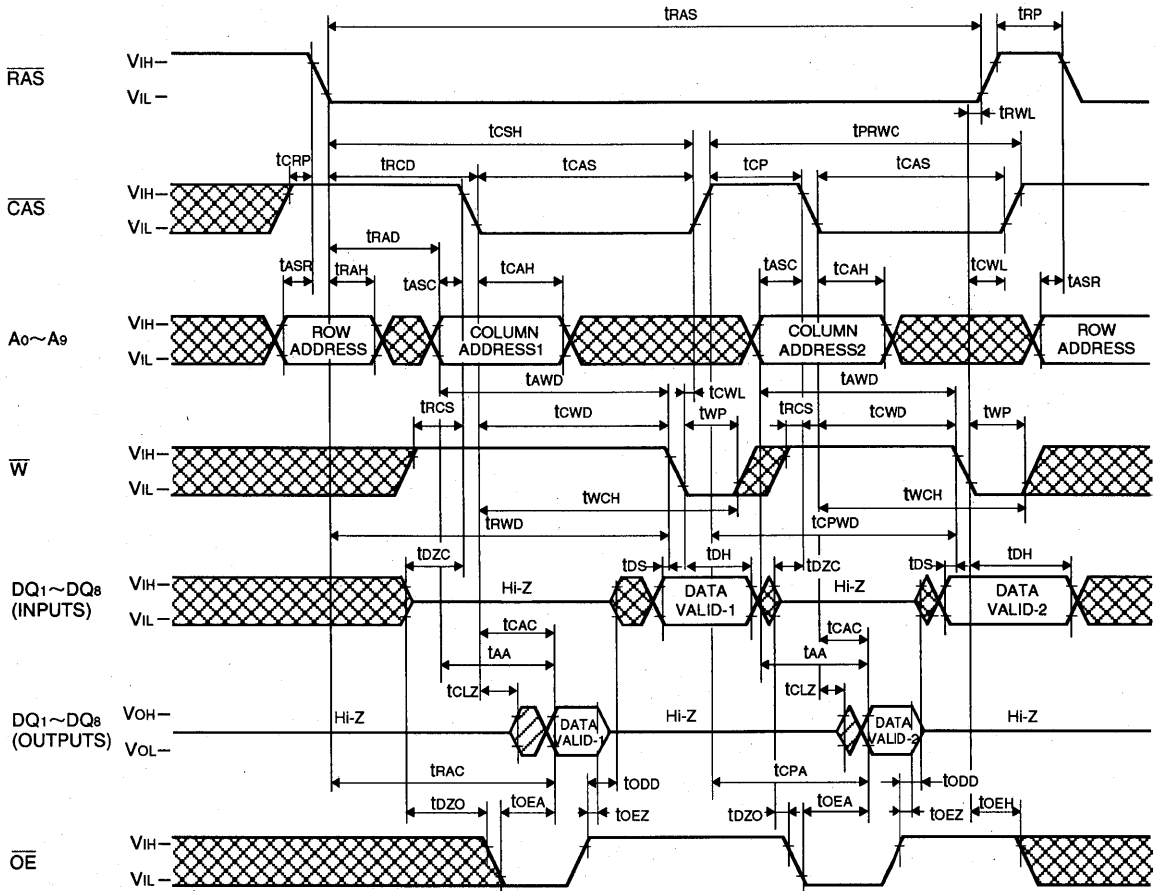 tRAS
tRP
RAS
VIH
VIL
tRWL
tCSH
tPRWC
tCRP
tRCD
tCAS
tCP
tCAS
CAS
VIH
VIL
tRAD
tASR
tRAH
tASC
tCAH
tASC
tCAH
tCWL
tASR
A0~A9
VIH
VIL
ROW ADDRESS
COLUMN ADDRESS1
COLUMN ADDRESS2
ROW ADDRESS
tAWD
tCWL
tAWD
tRCS
tCWD
tWP
tRCS
tCWD
tWP
W
VIH
VIL
tWCH
tWCH
tRWD
tCPWD
tDZC
tDS
tDH
tDZC
tDS
tDH
DQ1~DQ8
(INPUTS)
VIH
VIL
Hi-Z
DATA VALID-1
Hi-Z
DATA VALID-2
tCAC
tCAC
tAA
tAA
tCLZ
tCLZ
DQ1~DQ8
(OUTPUTS)
VOH
VOL
Hi-Z
DATA VALID-1
Hi-Z
DATA VALID-2
Hi-Z
tRAC
tODD
tCPA
tODD
tDZO
tOEA
tOEZ
tDZO
tOEA
tOEZ
tOEH
OE
VIH
VIL